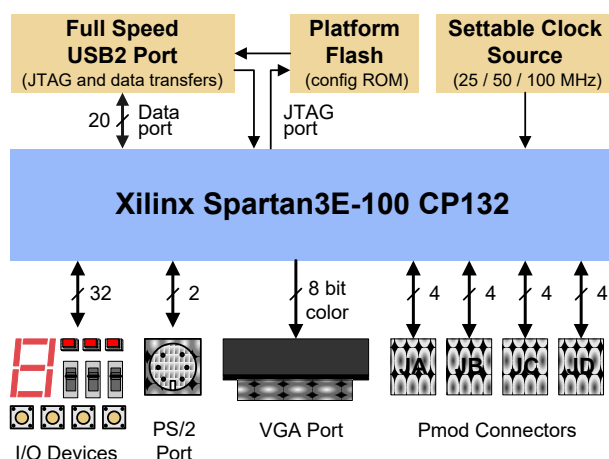 Full Speed
USB2 Port
(JTAG and data transfers)
Platform
Flash
(config ROM)
Settable Clock
Source
(25 / 50 / 100 MHz)
20
Data
port
JTAG
port
Xilinx Spartan3E-100 CP132
32
2
8 bit
color
4
4
4
4
JA
JB
JC
JD
I/O Devices
PS/2
Port
VGA Port
Pmod Connectors